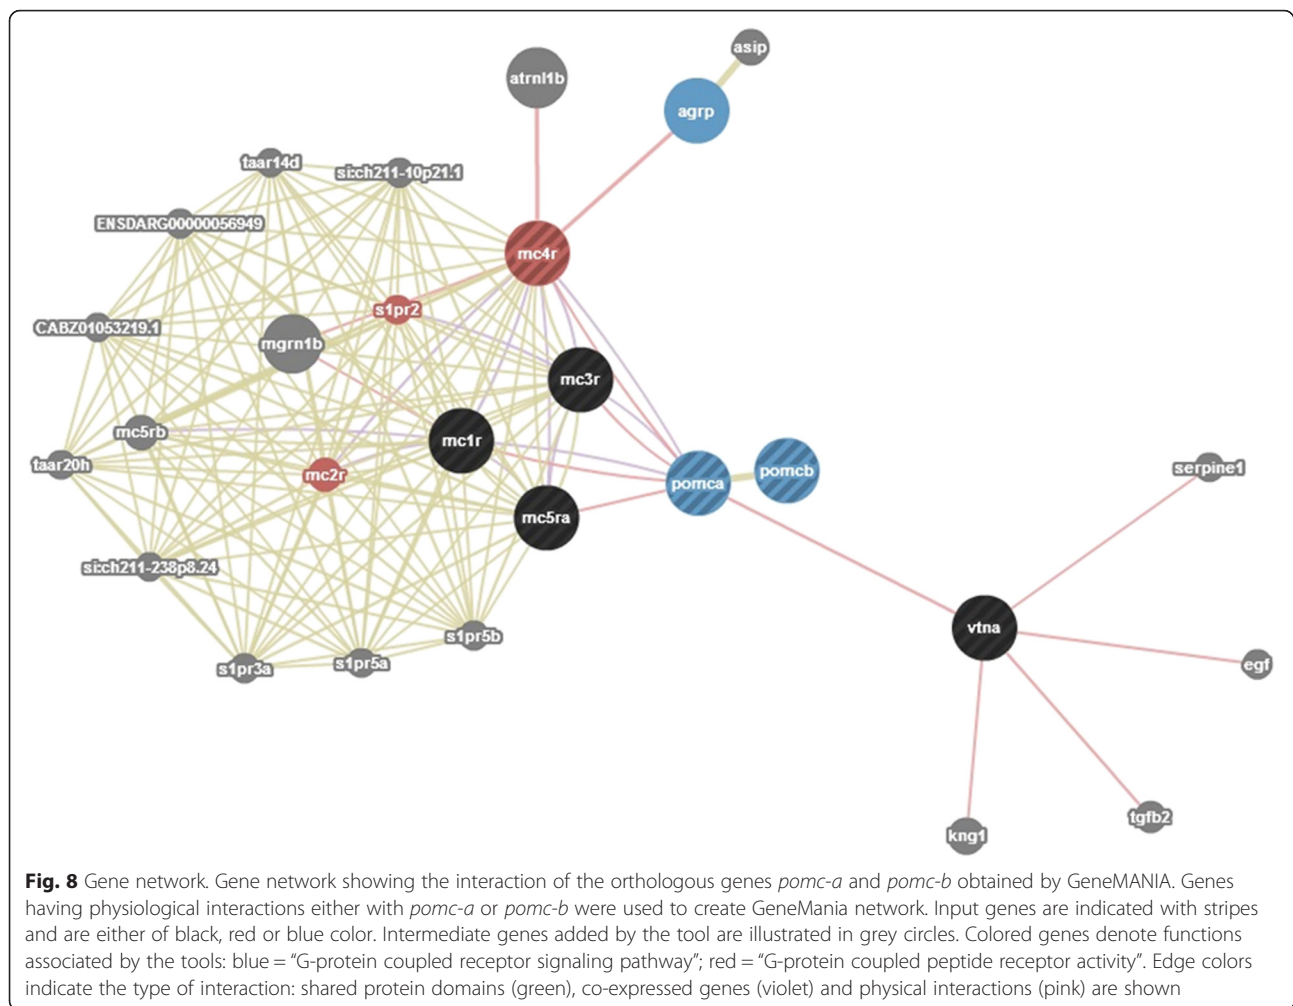 asip
atrnl1b
agrp
taar14d
si:ch211-10p21.1
ENSDARG00000056949
mc4r
s1pr2
CABZ01053219.1
mgrn1b
mc3r
mc5rb
mc1r
taar20h
mc2r
pomca
pomcb
serpine1
mc5ra
si:ch211-238p8.24
vtna
s1pr5b
s1pr3a
s1pr5a
egf
tgfb2
kng1
Fig. 8 Gene network. Gene network showing the interaction of the orthologous genes pomc-a and pomc-b obtained by GeneMANIA. Genes
having physiological interactions either with pomc-a or pomc-b were used to create GeneMania network. Input genes are indicated with stripes
and are either of black, red or blue color. Intermediate genes added by the tool are illustrated in grey circles. Colored genes denote functions
associated by the tools: blue = “G-protein coupled receptor signaling pathway”; red = “G-protein coupled peptide receptor activity”. Edge colors
indicate the type of interaction: shared protein domains (green), co-expressed genes (violet) and physical interactions (pink) are shown